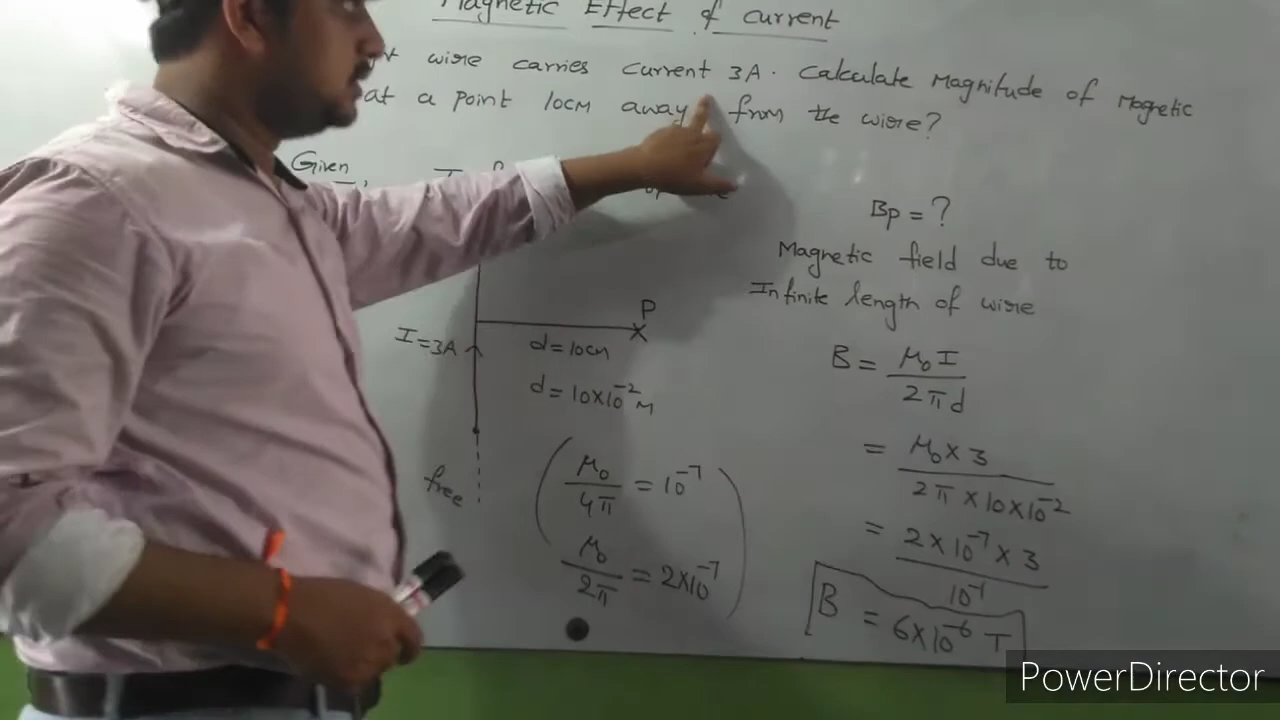 Magnetic Effect of current
wire carries current 3A. Calculate Magnitude of Magnetic
at a point 10cm away from the wire?
Given
I
Bp = ?
Magnetic field due to
Infinite length of wire
P
I = 3A
d = 10cm
d = 10×10⁻² M
B = μ₀I / 2πd
= μ₀ × 3 / 2π × 10 × 10⁻²
= 2 × 10⁻⁷ × 3 / 10⁻¹
B = 6×10⁻⁶ T
free
(μ₀ / 4π = 10⁻⁷
μ₀ / 2π = 2×10⁻⁷)
PowerDirector